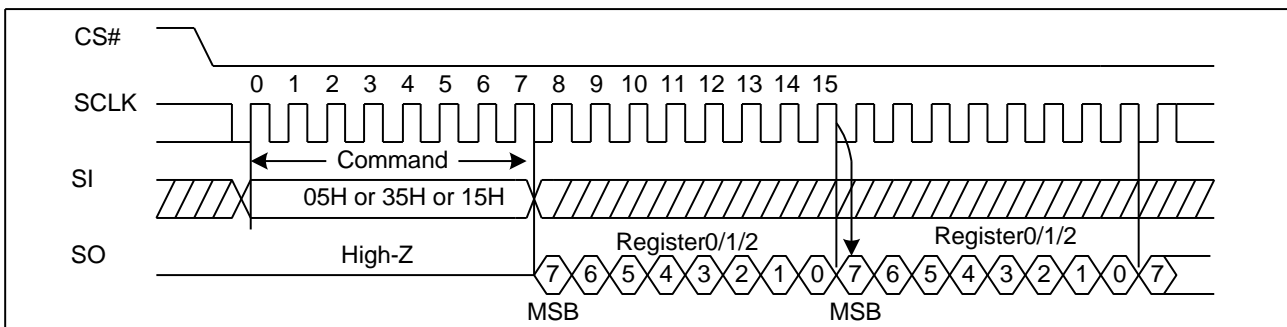 CS#
0 1 2 3 4 5 6 7 8 9 10 11 12 13 14 15
SCLK
Command
SI
05H or 35H or 15H
Register0/1/2 Register0/1/2
SO
High-Z
7 6 5 4 3 2 1 0 7 6 5 4 3 2 1 0 7
MSB MSB